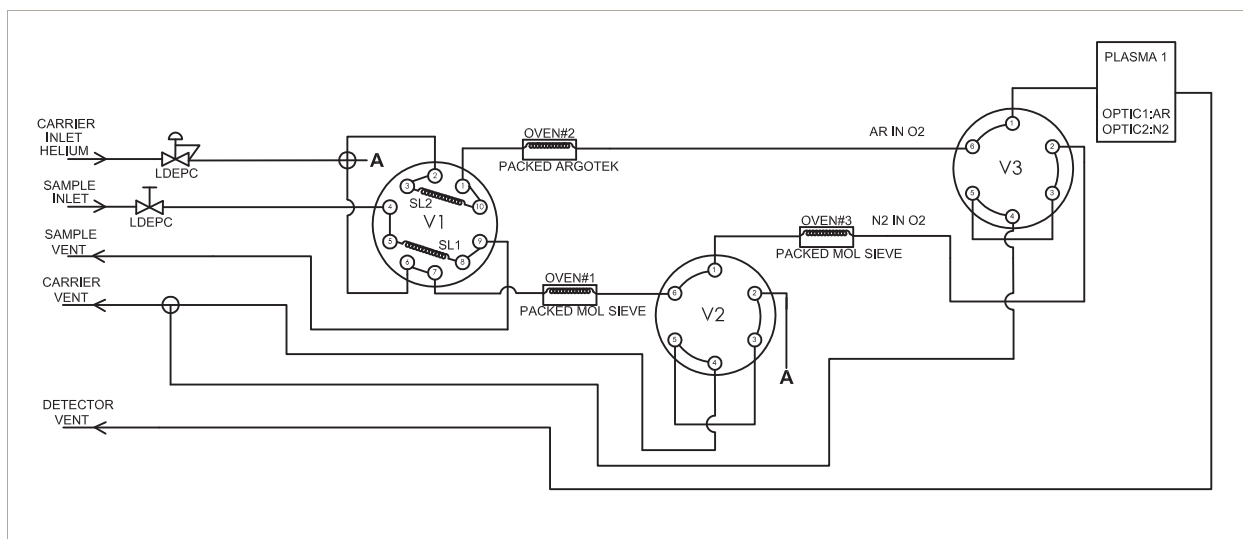 CARRIER
INLET
HELIUM
LDEPC
A
SAMPLE
INLET
LDEPC
SAMPLE
VENT
CARRIER
VENT
DETECTOR
VENT
2
3
1
SL2
10
4
V1
5
SL1
9
8
6
7
OVEN#2
PACKED ARGOTEK
AR IN O2
OVEN#1
PACKED MOL SIEVE
1
6
2
V2
5
3
4
A
OVEN#3
N2 IN O2
PACKED MOL SIEVE
1
6
2
V3
5
3
4
PLASMA 1
OPTIC1:AR
OPTIC2:N2